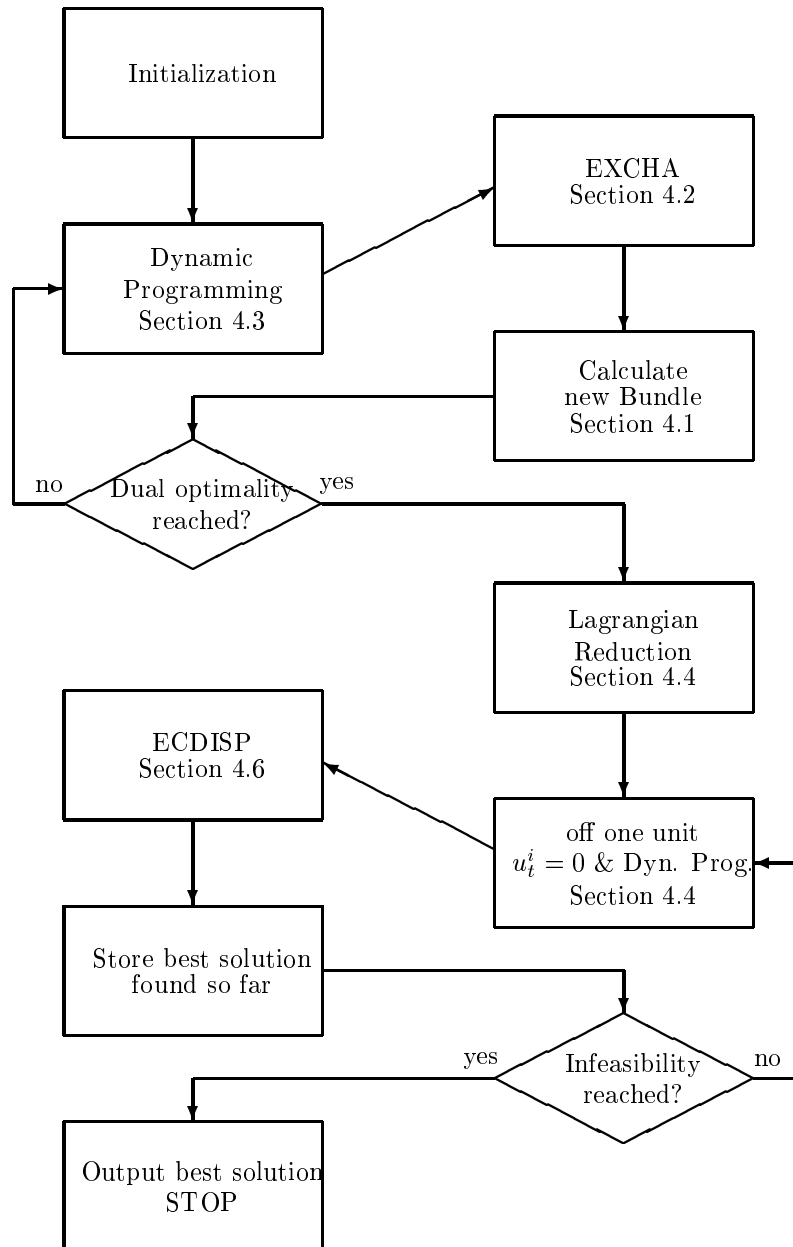 Initialization
EXCHA
Section 4.2
Dynamic
Programming
Section 4.3
Calculate
new Bundle
Section 4.1
no
Dual optimality
reached?
yes
Lagrangian
Reduction
Section 4.4
ECDISP
Section 4.6
off one unit
$u_t^i = 0$ & Dyn. Prog.
Section 4.4
Store best solution
found so far
yes
Infeasibility
reached?
no
Output best solution
STOP